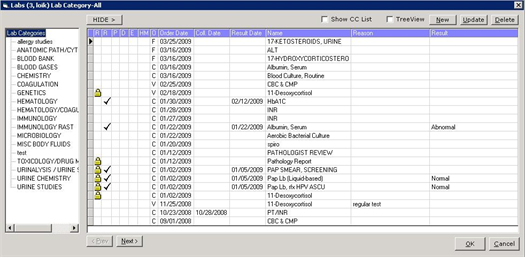 Labs (3, loik) Lab Category-All
HIDE > Show CC List TreeView New Update Delete
Lab Categories
allergy studies
ANATOMIC PATH/CYT
BLOOD BANK
BLOOD GASES
CHEMISTRY
COAGULATION
GENETICS
HEMATOLOGY
HEMATOLOGY/COAGU
IMMUNOLOGY
IMMUNOLOGY RAST
MICROBIOLOGY
MISC BODY FLUIDS
test
TOXICOLOGY/DRUG M
URINALYSIS / URINE S
URINE CHEMISTRY
URINE STUDIES
R R P D E HM O Order Date Coll. Date Result Date Name Reason Result
F 03/25/2009 17-KETOSTEROIDS, URINE
F 03/16/2009 ALT
F 03/16/2009 17-HYDROXYCORTICOSTERO
F 03/16/2009 Albumin, Serum
C 03/16/2009 Blood Culture, Routine
V 02/25/2009 CBC & CMP
V 02/18/2009 11-Desoxycortisol
C 01/30/2009 02/12/2009 HbA1C
C 01/28/2009 INR
C 01/27/2009 INR
C 01/22/2009 01/22/2009 Albumin, Serum Abnormal
C 01/22/2009 Aerobic Bacterial Culture
C 01/20/2009 spiro
C 01/12/2009 PATHOLOGIST REVIEW
C 01/12/2009 Pathology Report
C 01/02/2009 01/05/2009 PAP SMEAR, SCREENING
C 01/02/2009 01/05/2009 Pap Lb (Liquid-based) Normal
C 01/02/2009 01/05/2009 Pap Lb, rfx HPV ASCU Normal
C 01/02/2009 11-Desoxycortisol
V 11/25/2008 11-Desoxycortisol regular test
C 10/23/2008 10/28/2008 PT/INR
C 09/01/2008 CBC & CMP
< Prev Next > OK Cancel